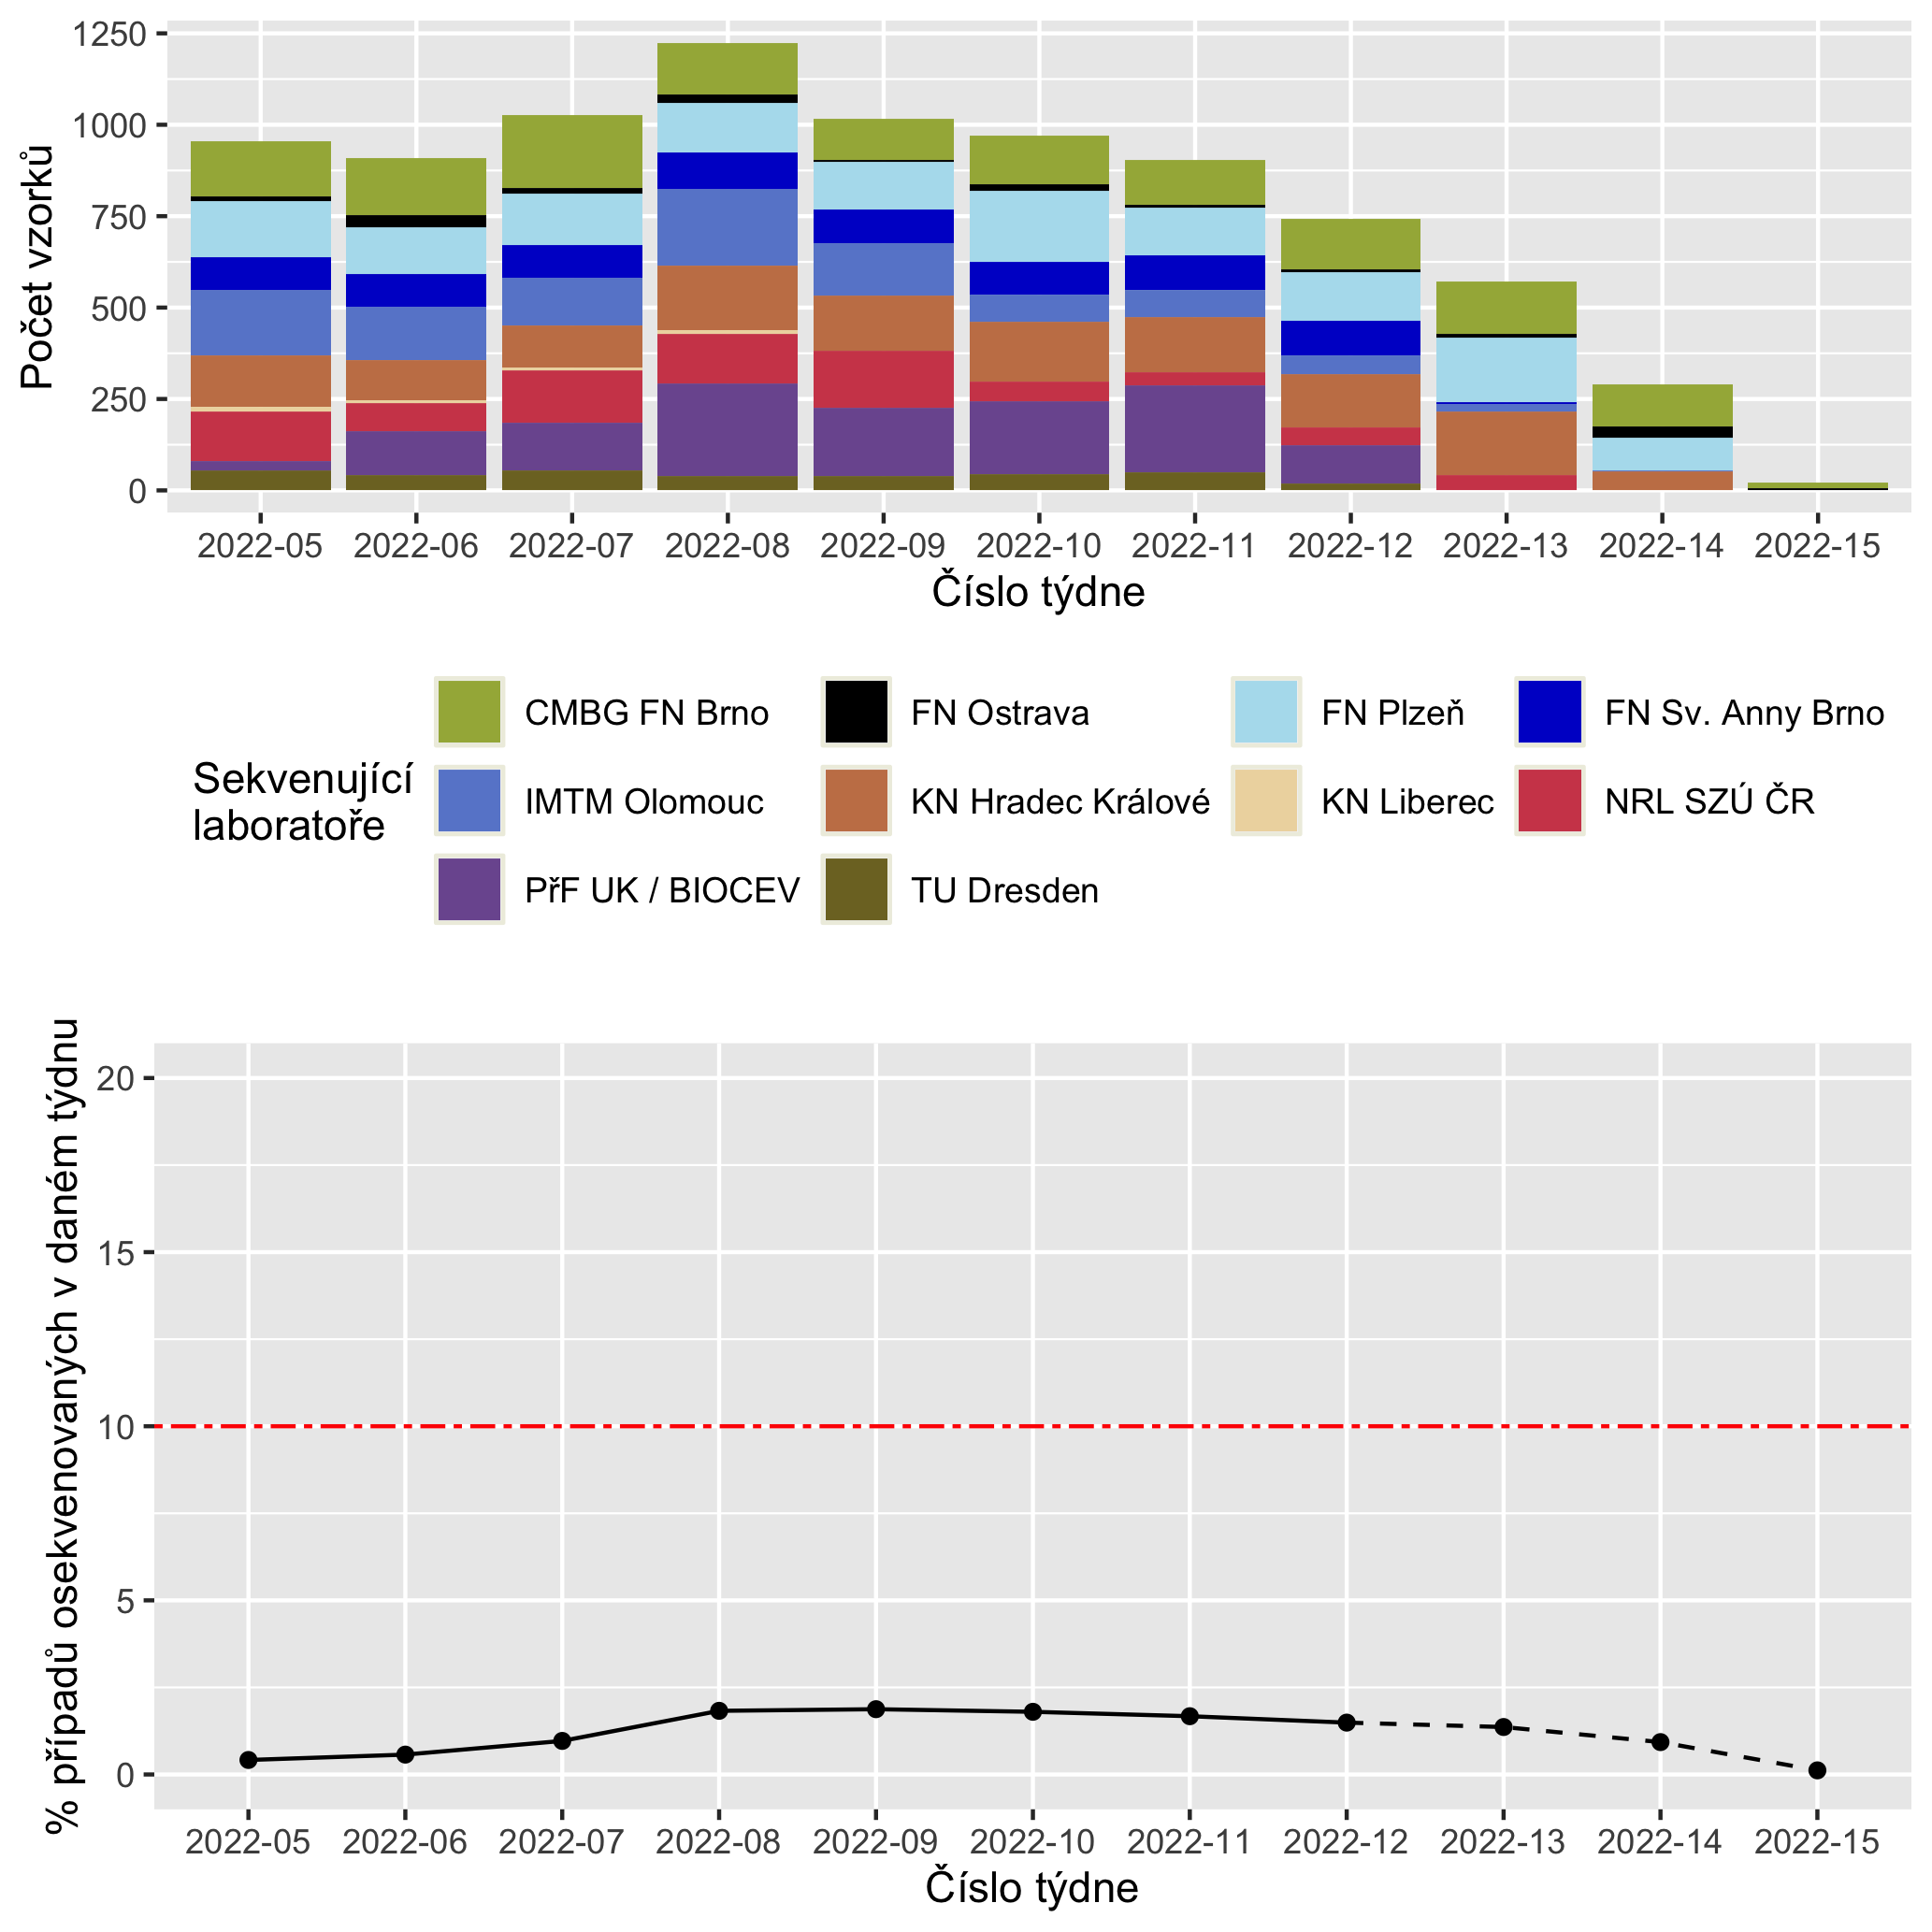 Počet vzorků
1250
1000
750
500
250
0
2022-05 2022-06 2022-07 2022-08 2022-09 2022-10 2022-11 2022-12 2022-13 2022-14 2022-15
Číslo týdne
Sekvenující
laboratoře
CMBG FN Brno FN Ostrava FN Plzeň FN Sv. Anny Brno
IMTM Olomouc KN Hradec Králové KN Liberec NRL SZÚ ČR
PřF UK / BIOCEV TU Dresden
% případů osekvenovaných v daném týdnu
20
15
10
5
0
2022-05 2022-06 2022-07 2022-08 2022-09 2022-10 2022-11 2022-12 2022-13 2022-14 2022-15
Číslo týdne